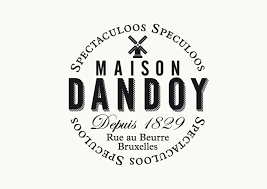 SPECTACULOOS SPECULOOS
MAISON
DANDOY
Depuis 1829
Rue au Beurre
Bruxelles
SPECTACULOOS SPECULOOS